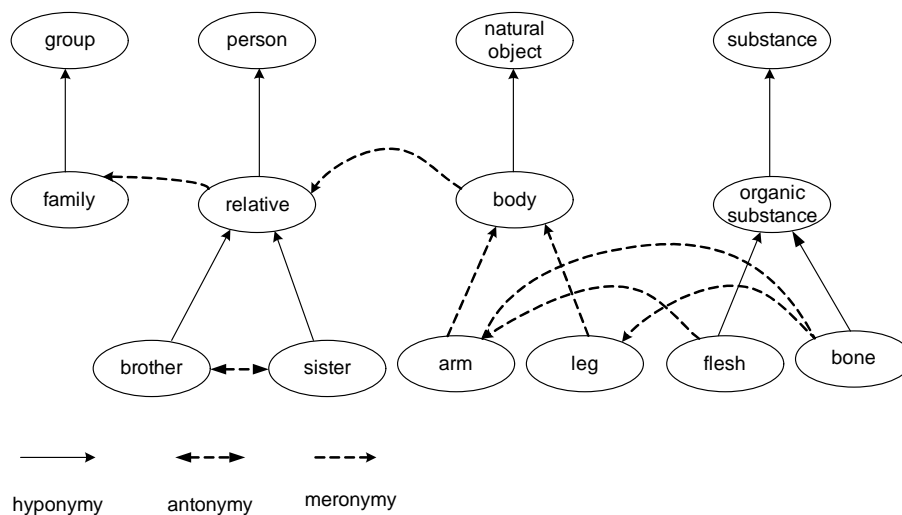 group
person
natural
object
substance
family
relative
body
organic
substance
brother
sister
arm
leg
flesh
bone
hyponymy
antonymy
meronymy